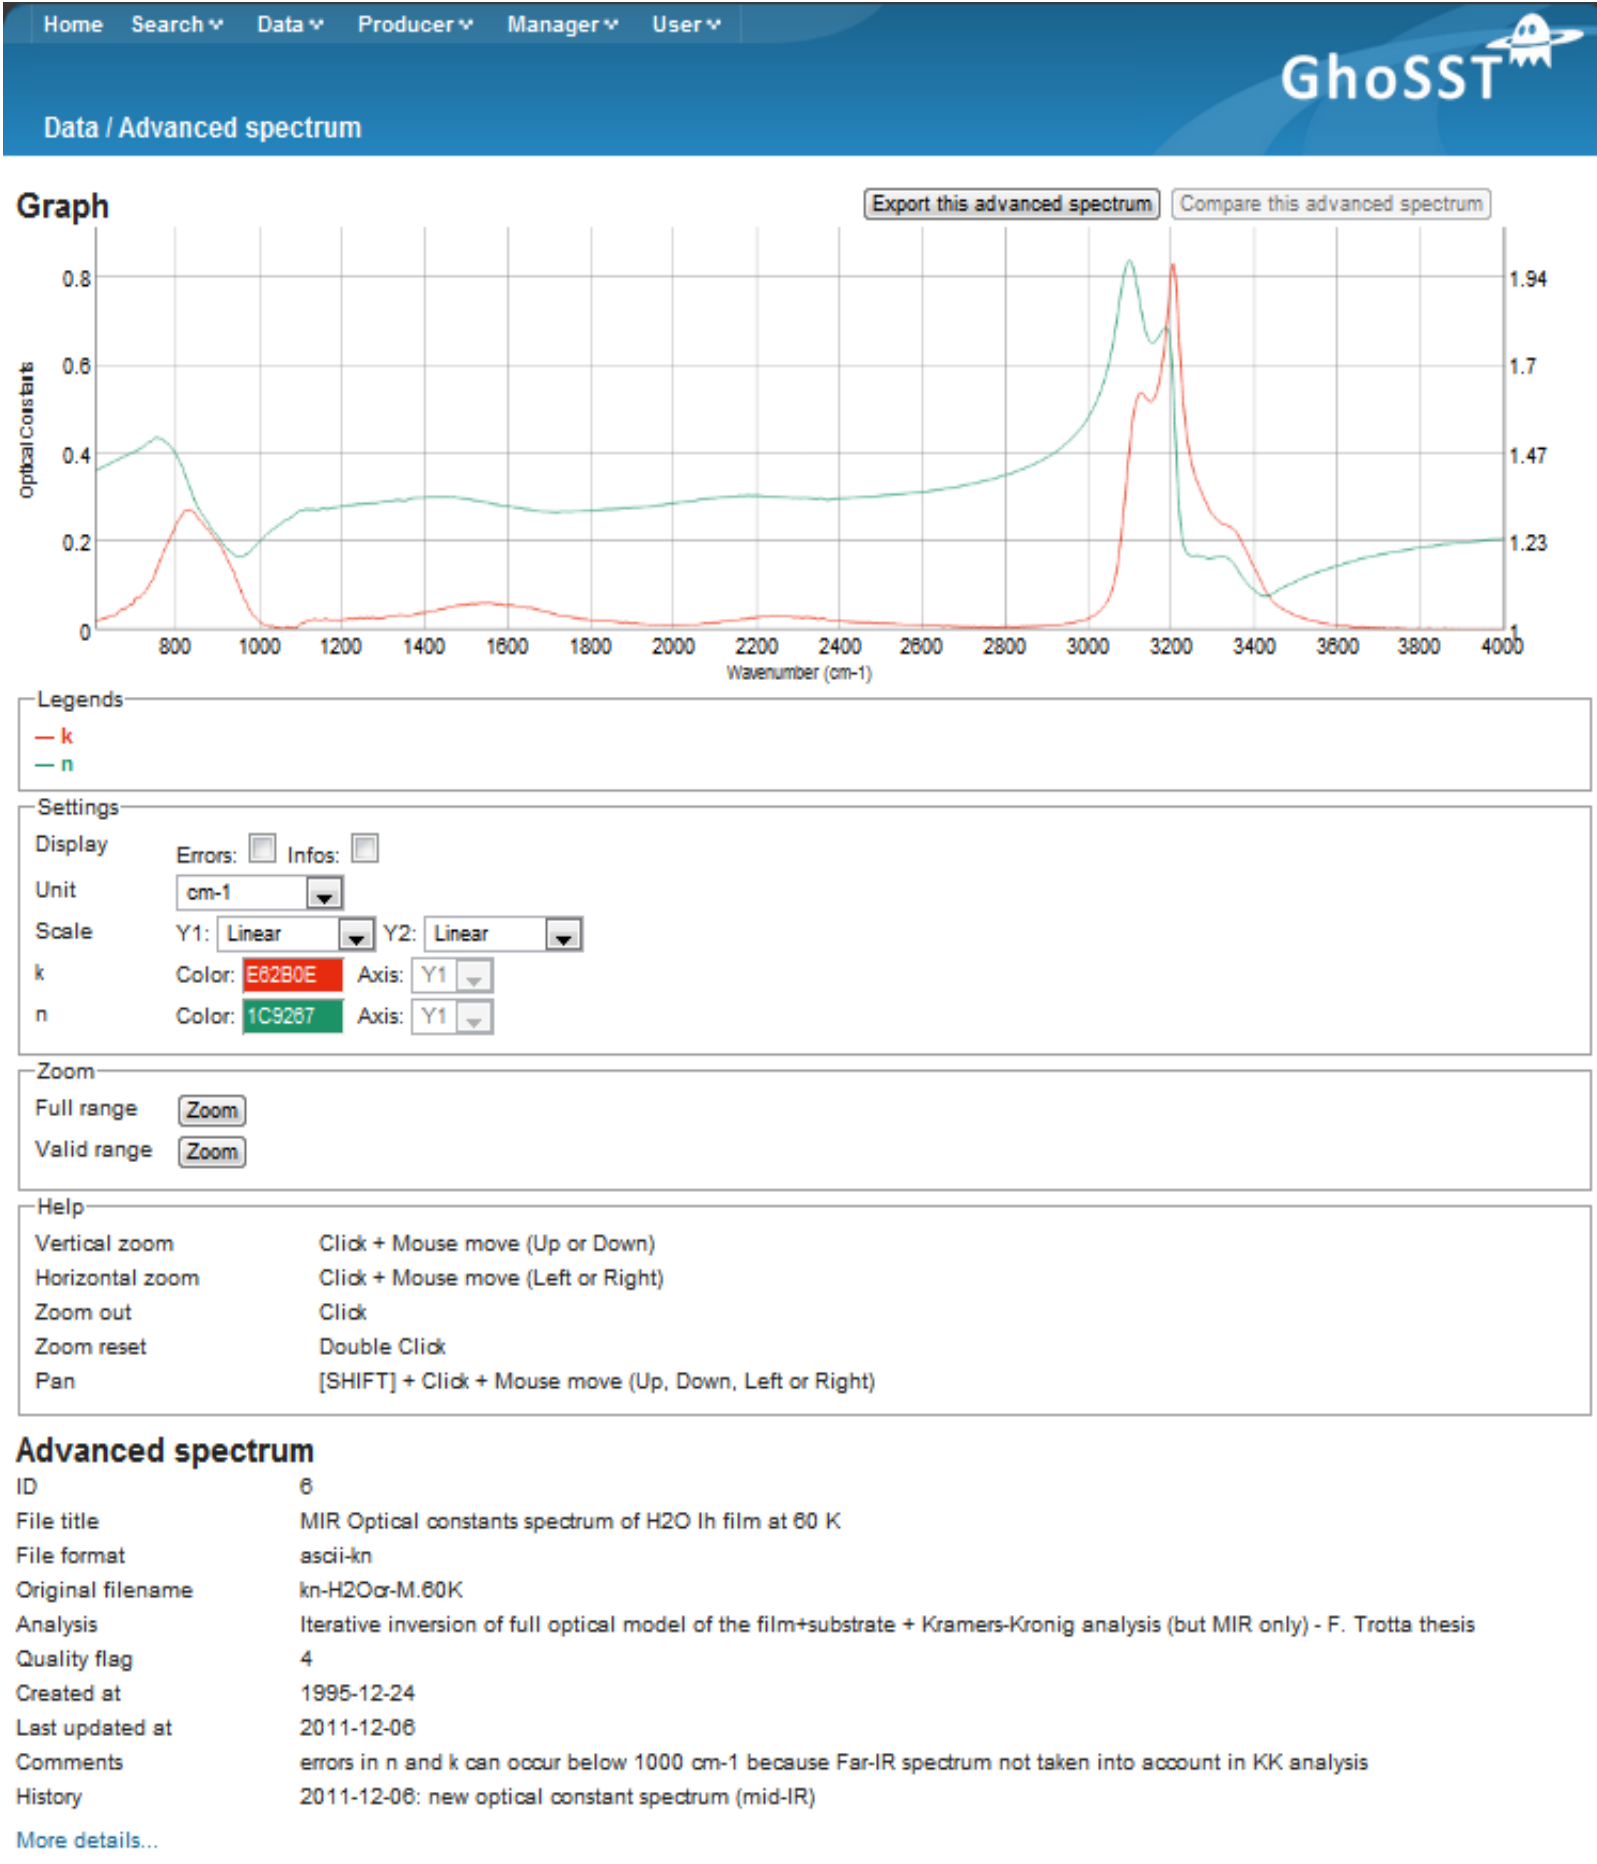 Home Search Data Producer Manager User
GhoSST
Data / Advanced spectrum
Graph
Export this advanced spectrum Compare this advanced spectrum
0.8 1.94
0.6 1.7
Optical Constants
0.4 1.47
0.2 1.23
0 1
800 1000 1200 1400 1600 1800 2000 2200 2400 2600 2800 3000 3200 3400 3600 3800 4000
Wavenumber (cm-1)
Legends
— k
— n
Settings
Display Errors: Infos:
Unit cm-1
Scale Y1: Linear Y2: Linear
k Color: E62B0E Axis: Y1
n Color: 1C9267 Axis: Y1
Zoom
Full range Zoom
Valid range Zoom
Help
Vertical zoom Click + Mouse move (Up or Down)
Horizontal zoom Click + Mouse move (Left or Right)
Zoom out Click
Zoom reset Double Click
Pan [SHIFT] + Click + Mouse move (Up, Down, Left or Right)
Advanced spectrum
ID 6
File title MIR Optical constants spectrum of H2O Ih film at 60 K
File format ascii-kn
Original filename kn-H2Ocr-M.60K
Analysis Iterative inversion of full optical model of the film+substrate + Kramers-Kronig analysis (but MIR only) - F. Trotta thesis
Quality flag 4
Created at 1995-12-24
Last updated at 2011-12-06
Comments errors in n and k can occur below 1000 cm-1 because Far-IR spectrum not taken into account in KK analysis
History 2011-12-06: new optical constant spectrum (mid-IR)
More details...